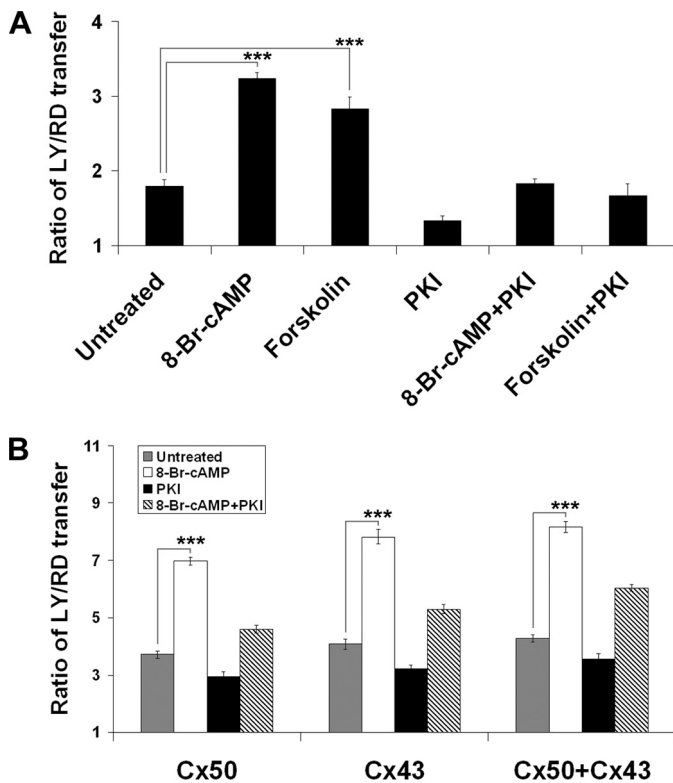 A
Ratio of LY/RD transfer
4
3
2
1
***
***
Untreated
8-Br-cAMP
Forskolin
PKI
8-Br-cAMP+PKI
Forskolin+PKI
B
Ratio of LY/RD transfer
11
9
7
5
3
1
Untreated
8-Br-cAMP
PKI
8-Br-cAMP+PKI
***
***
***
Cx50
Cx43
Cx50+Cx43